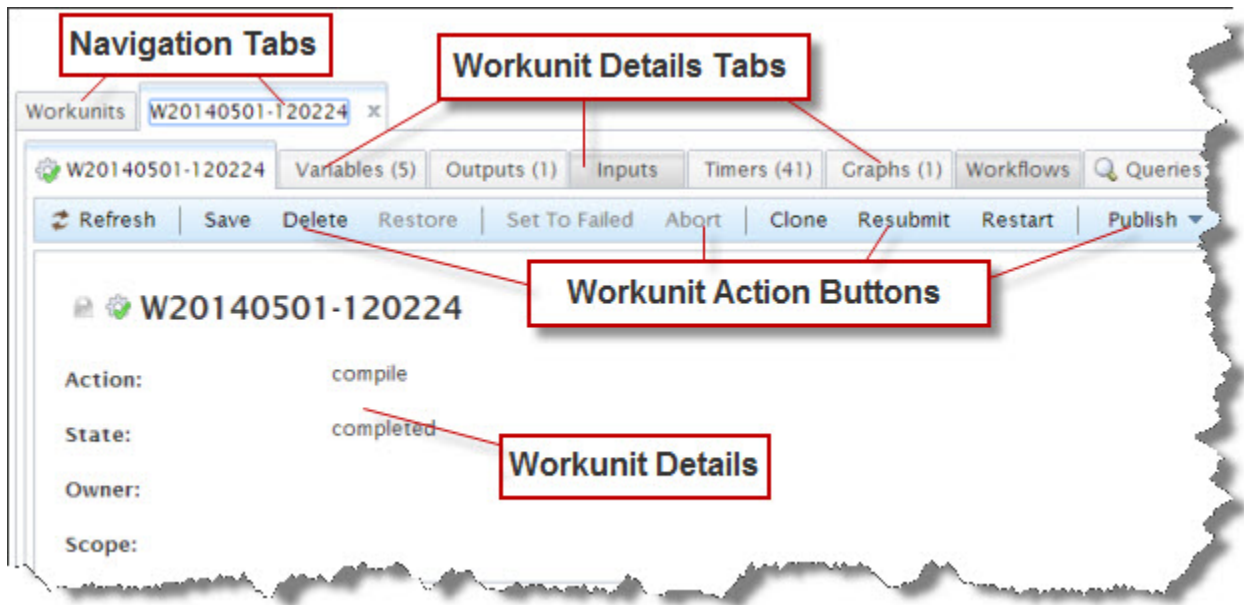 Navigation Tabs
Workunit Details Tabs
Workunits W20140501-120224 x
W20140501-120224 Variables (5) Outputs (1) Inputs Timers (41) Graphs (1) Workflows Queries
Refresh Save Delete Restore Set To Failed Abort Clone Resubmit Restart Publish
Workunit Action Buttons
W20140501-120224
Action: compile
State: completed
Workunit Details
Owner:
Scope: